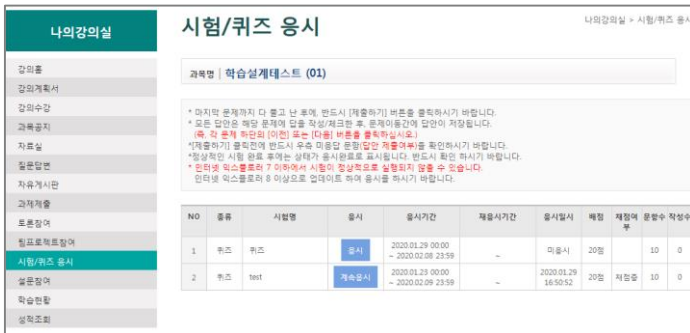 나의강의실
강의홈
강의계획서
강의수강
과목공지
자료실
질문답변
자유게시판
과제제출
토론참여
팀프로젝트참여
시험/퀴즈 응시
설문참여
학습현황
성적조회
시험/퀴즈 응시
나의강의실 > 시험/퀴즈 응시
과목명 | 학습설계테스트 (01)
* 마지막 문제까지 다 풀고 난 후에, 반드시 [제출하기] 버튼을 클릭하시기 바랍니다.
* 모든 답안은 해당 문제에 답을 작성/체크한 후, 문제이동간에 답안이 저장됩니다.
(즉, 각 문제 하단의 [이전] 또는 [다음] 버튼을 클릭하십시오.)
*[제출하기] 클릭전에 반드시 우측 미응답 문항(답안 제출여부)을 확인하시기 바랍니다.
*정상적인 시험 완료 후에는 상태가 응시완료로 표시됩니다. 반드시 확인 하시기 바랍니다.
* 인터넷 익스플로러 7 이하에서 시험이 정상적으로 실행되지 않을 수 있습니다.
인터넷 익스플로러 8 이상으로 업데이트 하여 응시를 하시기 바랍니다.
NO 종류 시험명 응시 응시기간 재응시기간 응시일시 배점 채점여부 문항수 작성수
1 퀴즈 퀴즈 응시 2020.01.29 00:00 ~ 2020.02.08 23:59 ~ 미응시 20점 10 0
2 퀴즈 test 계속응시 2020.01.23 00:00 ~ 2020.02.09 23:59 ~ 2020.01.29 16:50:52 20점 채점중 10 0